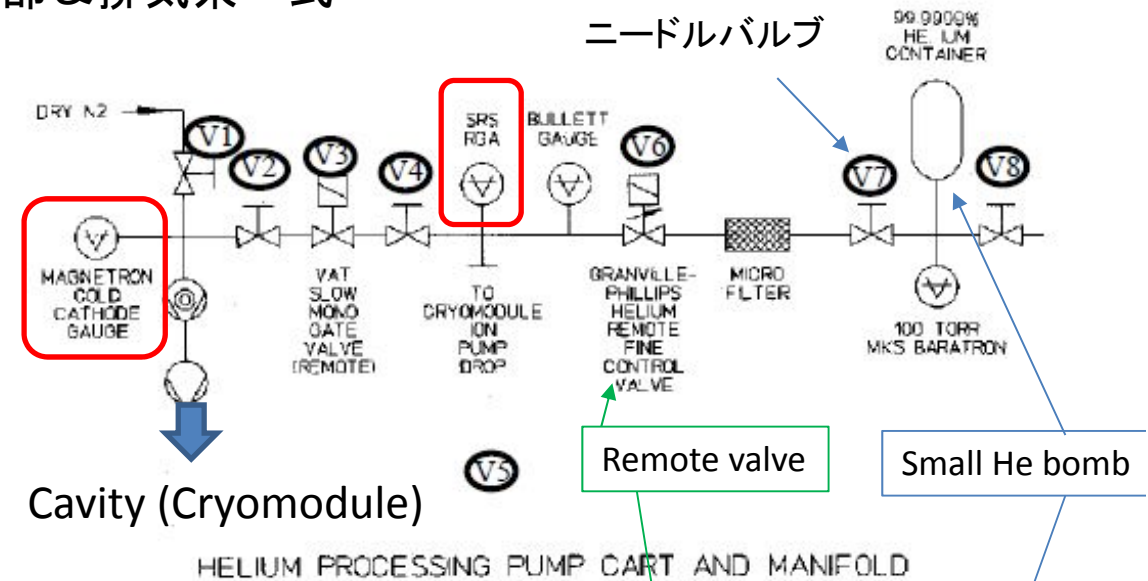 部&排気系一式
ニードルバルブ
99.9999%
HE. IUM
CONTAINER
DRY N2
V1
V2
V3
V4
SRS
RGA
BULLETT
GAUGE
V6
V7
V8
MAGNETRON
COLD
CATHODE
GAUGE
VAT
SLOW
MONO
GATE
VALVE
(REMOTE)
TO
CRYOMODULE
ION
PUMP
DROP
GRANVILLE-
PHILLIPS
HELIUM
REMOTE
FINE
CONTROL
VALVE
MICRO
FILTER
100 TORR
MKS BARATRON
V5
Remote valve
Small He bomb
Cavity (Cryomodule)
HELIUM PROCESSING PUMP CART AND MANIFOLD